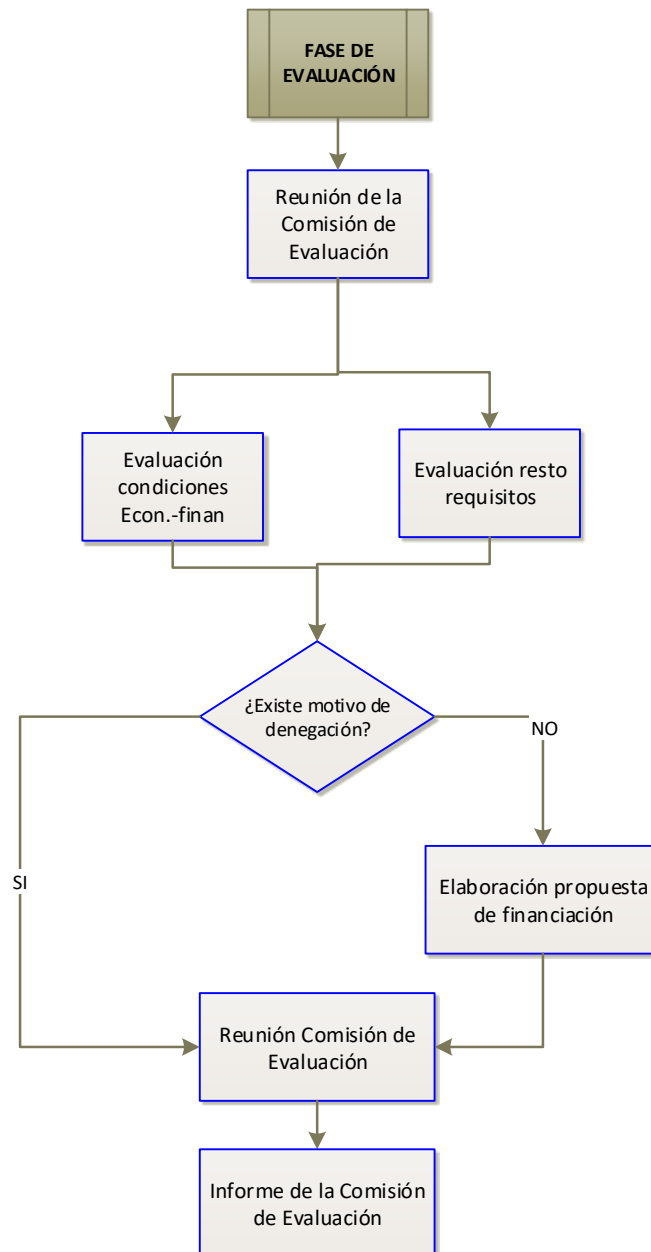 FASE DE
EVALUACIÓN
Reunión de la
Comisión de
Evaluación
Evaluación
condiciones
Econ.-finan
Evaluación resto
requisitos
¿Existe motivo de
denegación?
NO
SI
Elaboración propuesta
de financiación
Reunión Comisión de
Evaluación
Informe de la Comisión
de Evaluación